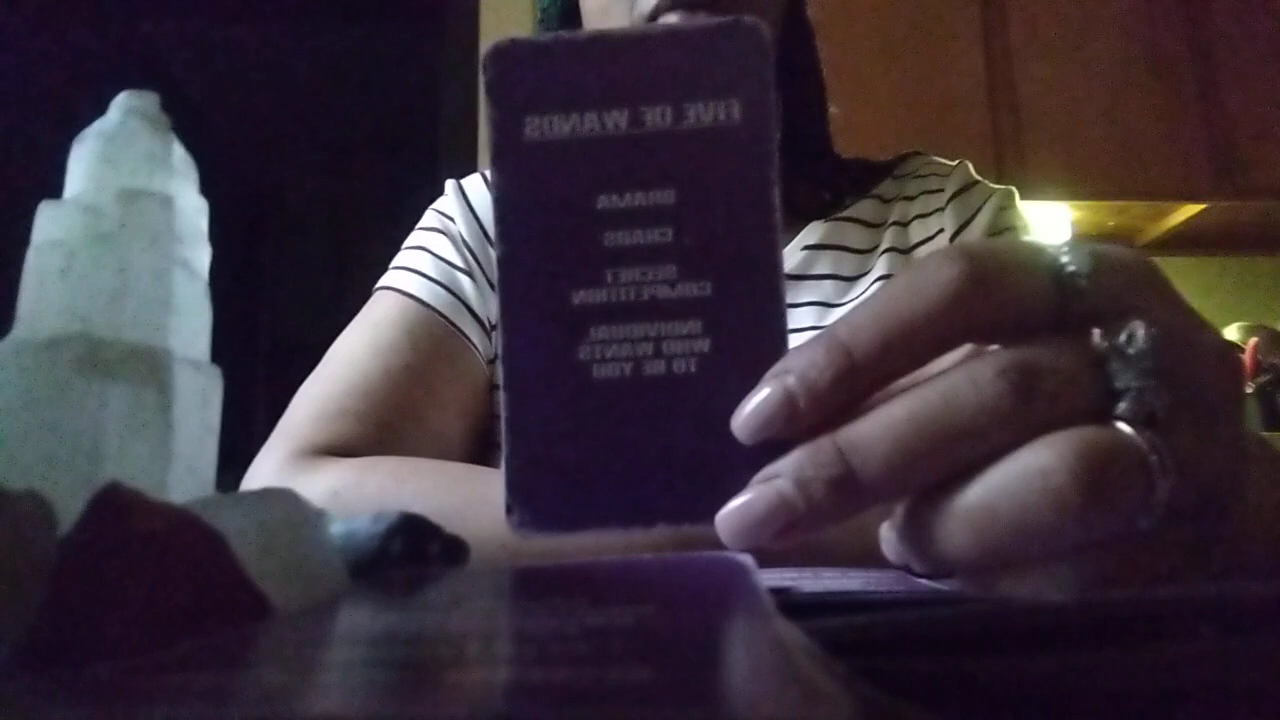 FIVE OF WANDS
DRAMA
CHAOS
SECRET
COMPETITION
INDIVIDUAL
WHO WANTS
TO BE YOU